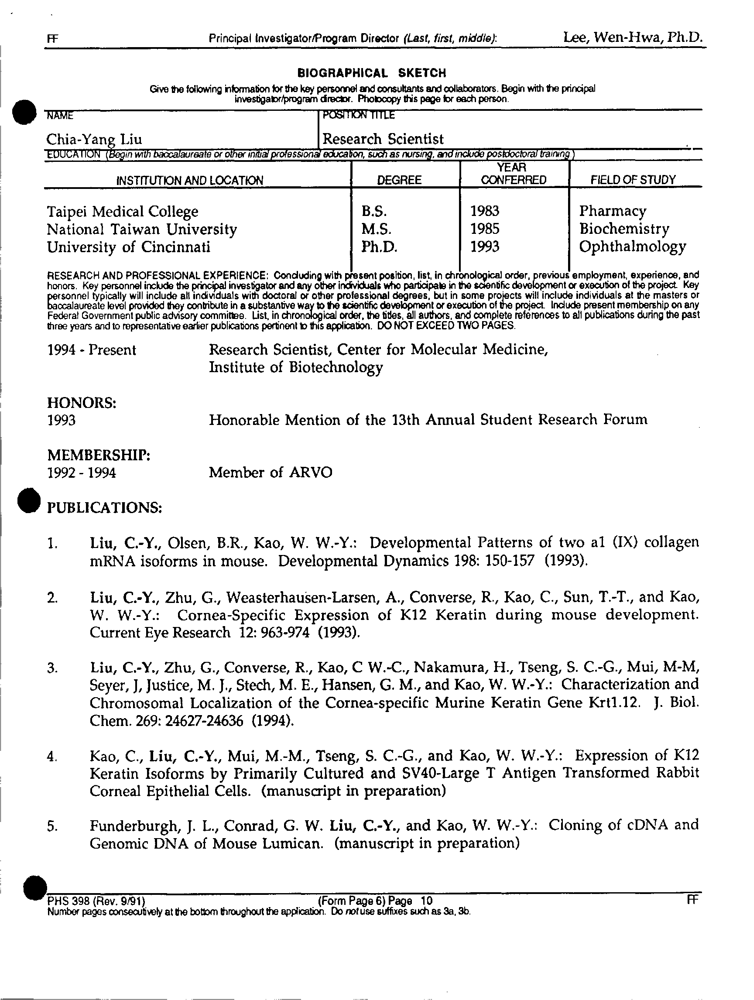 FF Principal Investigator/Program Director (Last, first, middle): Lee, Wen-Hwa, Ph.D.
BIOGRAPHICAL SKETCH
Give the following information for the key personnel and consultants and collaborators. Begin with the principal
investigator/program director. Photocopy this page for each person.
NAME POSITION TITLE
Chia-Yang Liu Research Scientist
EDUCATION (Begin with baccalaureate or other initial professional education, such as nursing, and include postdoctoral training.)
INSTITUTION AND LOCATION DEGREE YEAR CONFERRED FIELD OF STUDY
Taipei Medical College B.S. 1983 Pharmacy
National Taiwan University M.S. 1985 Biochemistry
University of Cincinnati Ph.D. 1993 Ophthalmology
RESEARCH AND PROFESSIONAL EXPERIENCE: Concluding with present position, list, in chronological order, previous employment, experience, and
honors. Key personnel include the principal investigator and any other individuals who participate in the scientific development or execution of the project. Key
personnel typically will include all individuals with doctoral or other professional degrees, but in some projects will include individuals at the masters or
baccalaureate level provided they contribute in a substantive way to the scientific development or execution of the project. Include present membership on any
Federal Government public advisory committee. List, in chronological order, the titles, all authors, and complete references to all publications during the past
three years and to representative earlier publications pertinent to this application. DO NOT EXCEED TWO PAGES.
1994 - Present Research Scientist, Center for Molecular Medicine,
Institute of Biotechnology
HONORS:
1993 Honorable Mention of the 13th Annual Student Research Forum
MEMBERSHIP:
1992 - 1994 Member of ARVO
PUBLICATIONS:
1. Liu, C.-Y., Olsen, B.R., Kao, W. W.-Y.: Developmental Patterns of two a1 (IX) collagen
mRNA isoforms in mouse. Developmental Dynamics 198: 150-157 (1993).
2. Liu, C.-Y., Zhu, G., Weasterhausen-Larsen, A., Converse, R., Kao, C., Sun, T.-T., and Kao,
W. W.-Y.: Cornea-Specific Expression of K12 Keratin during mouse development.
Current Eye Research 12: 963-974 (1993).
3. Liu, C.-Y., Zhu, G., Converse, R., Kao, C W.-C., Nakamura, H., Tseng, S. C.-G., Mui, M-M,
Seyer, J, Justice, M. J., Stech, M. E., Hansen, G. M., and Kao, W. W.-Y.: Characterization and
Chromosomal Localization of the Cornea-specific Murine Keratin Gene Krt1.12. J. Biol.
Chem. 269: 24627-24636 (1994).
4. Kao, C., Liu, C.-Y., Mui, M.-M., Tseng, S. C.-G., and Kao, W. W.-Y.: Expression of K12
Keratin Isoforms by Primarily Cultured and SV40-Large T Antigen Transformed Rabbit
Corneal Epithelial Cells. (manuscript in preparation)
5. Funderburgh, J. L., Conrad, G. W. Liu, C.-Y., and Kao, W. W.-Y.: Cloning of cDNA and
Genomic DNA of Mouse Lumican. (manuscript in preparation)
PHS 398 (Rev. 9/91) (Form Page 6) Page 10 FF
Number pages consecutively at the bottom throughout the application. Do not use suffixes such as 3a, 3b.